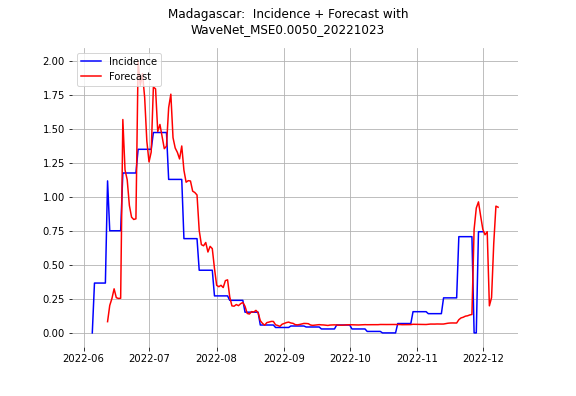 Madagascar:  Incidence + Forecast with
WaveNet_MSE0.0050_20221023
Incidence
Forecast
2.00
1.75
1.50
1.25
1.00
0.75
0.50
0.25
0.00
2022-06 2022-07 2022-08 2022-09 2022-10 2022-11 2022-12